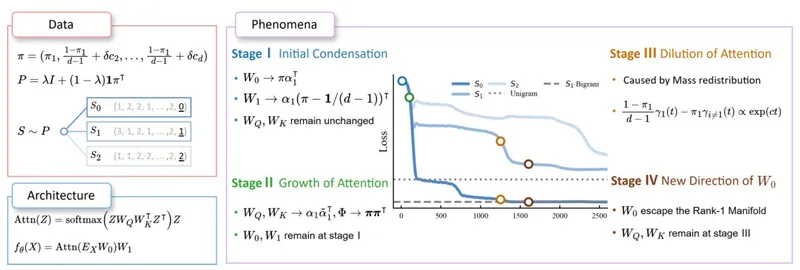 Data
π = (π₁, (1−π₁)/(d−1) + δc₂, …, (1−π₁)/(d−1) + δc_d)
P = λI + (1 − λ)1π^⊺
S ∼ P
S₀ (1, 2, 2, 1, ... ,2, 0)
S₁ (3, 1, 2, 2, ... ,2, 1)
S₂ (1, 1, 2, 2, ... ,2, 2)
Architecture
Attn(Z) = softmax(ZW_QW_K^⊺Z^⊺)Z
f_θ(X) = Attn(E_XW₀)W₁
Phenomena
Stage I Initial Condensation
W₀ → πα₁^⊺
W₁ → α₁(π − 1/(d − 1))^⊺
W_Q, W_K remain unchanged
Stage II Growth of Attention
W_Q, W_K → α₁α̃₁^⊺, Φ → ππ^⊺
W₀, W₁ remain at stage I
Loss
S₀ S₂ S₁ Bigram
S₁ Unigram
0 500 1000 1500 2000 2500
Stage III Dilution of Attention
Caused by Mass redistribution
(1 − π₁)/(d − 1) γ₁(t) − π₁γ_{i≠1}(t) ∝ exp(ct)
Stage IV New Direction of W₀
W₀ escape the Rank-1 Manifold
W_Q, W_K remain at stage III